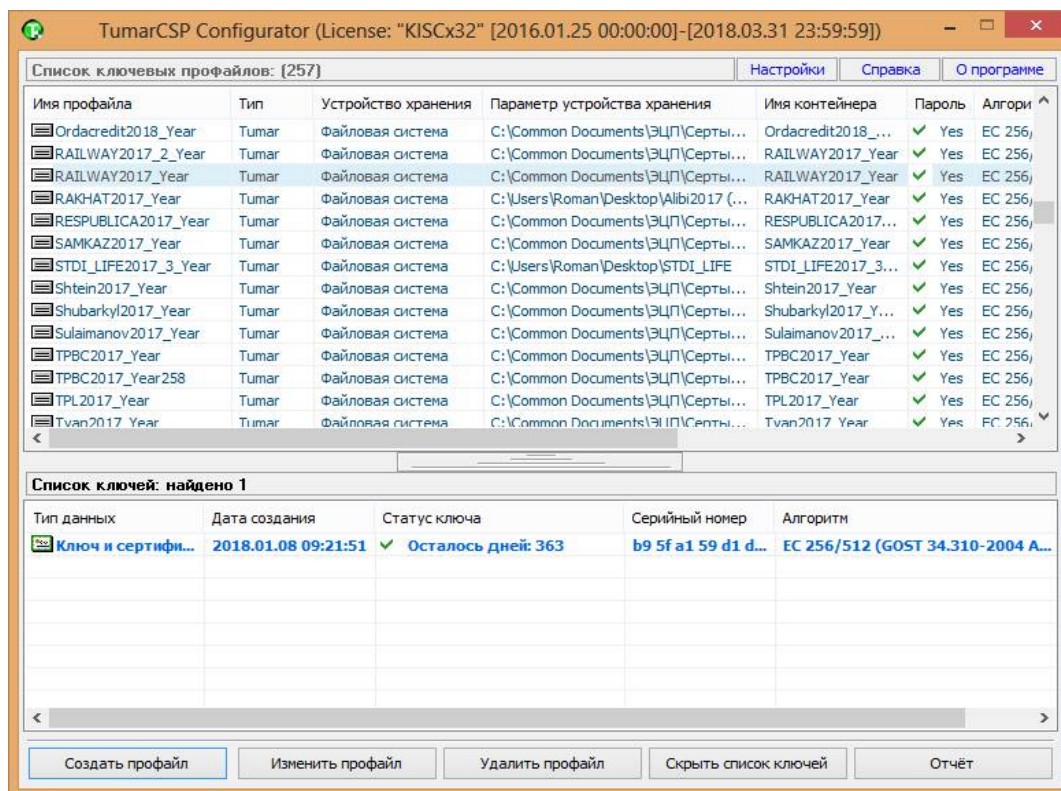 TumarCSP Configurator (License: "KISCx32" [2016.01.25 00:00:00]-[2018.03.31 23:59:59])
Список ключевых профайлов: (257) Настройки Справка О программе
Имя профайла Тип Устройство хранения Параметр устройства хранения Имя контейнера Пароль Алгори
Ordacredit2018_Year Tumar Файловая система C:\Common Documents\ЭЦП\Серты... Ordacredit2018_... Yes EC 256/
RAILWAY2017_2_Year Tumar Файловая система C:\Common Documents\ЭЦП\Серты... RAILWAY2017_Year Yes EC 256/
RAILWAY2017_Year Tumar Файловая система C:\Common Documents\ЭЦП\Серты... RAILWAY2017_Year Yes EC 256/
RAKHAT2017_Year Tumar Файловая система C:\Users\Roman\Desktop\Alibi2017 (... RAKHAT2017_Year Yes EC 256/
RESPUBLICA2017_Year Tumar Файловая система C:\Common Documents\ЭЦП\Серты... RESPUBLICA2017... Yes EC 256/
SAMKAZ2017_Year Tumar Файловая система C:\Common Documents\ЭЦП\Серты... SAMKAZ2017_Year Yes EC 256/
STDI_LIFE2017_3_Year Tumar Файловая система C:\Users\Roman\Desktop\STDI_LIFE STDI_LIFE2017_3... Yes EC 256/
Shtein2017_Year Tumar Файловая система C:\Common Documents\ЭЦП\Серты... Shtein2017_Year Yes EC 256/
Shubarkyl2017_Year Tumar Файловая система C:\Common Documents\ЭЦП\Серты... Shubarkyl2017_Y... Yes EC 256/
Sulaimanov2017_Year Tumar Файловая система C:\Common Documents\ЭЦП\Серты... Sulaimanov2017_... Yes EC 256/
TPBC2017_Year Tumar Файловая система C:\Common Documents\ЭЦП\Серты... TPBC2017_Year Yes EC 256/
TPBC2017_Year258 Tumar Файловая система C:\Common Documents\ЭЦП\Серты... TPBC2017_Year Yes EC 256/
TPL2017_Year Tumar Файловая система C:\Common Documents\ЭЦП\Серты... TPL2017_Year Yes EC 256/
Tyan2017_Year Tumar Файловая система C:\Common Documents\ЭЦП\Серты... Tyan2017_Year Yes EC 256/
Список ключей: найдено 1
Тип данных Дата создания Статус ключа Серийный номер Алгоритм
Ключ и сертифи... 2018.01.08 09:21:51 Осталось дней: 363 b9 5f a1 59 d1 d... EC 256/512 (GOST 34.310-2004 A...
Создать профайл Изменить профайл Удалить профайл Скрыть список ключей Отчёт